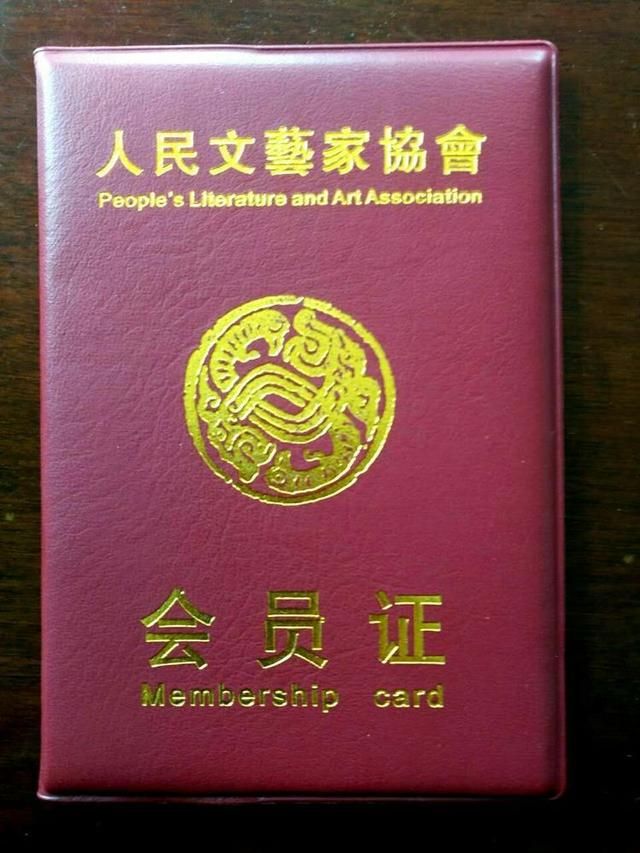 人民文藝家協會
People's Literature and Art Association
会员证
Membership card